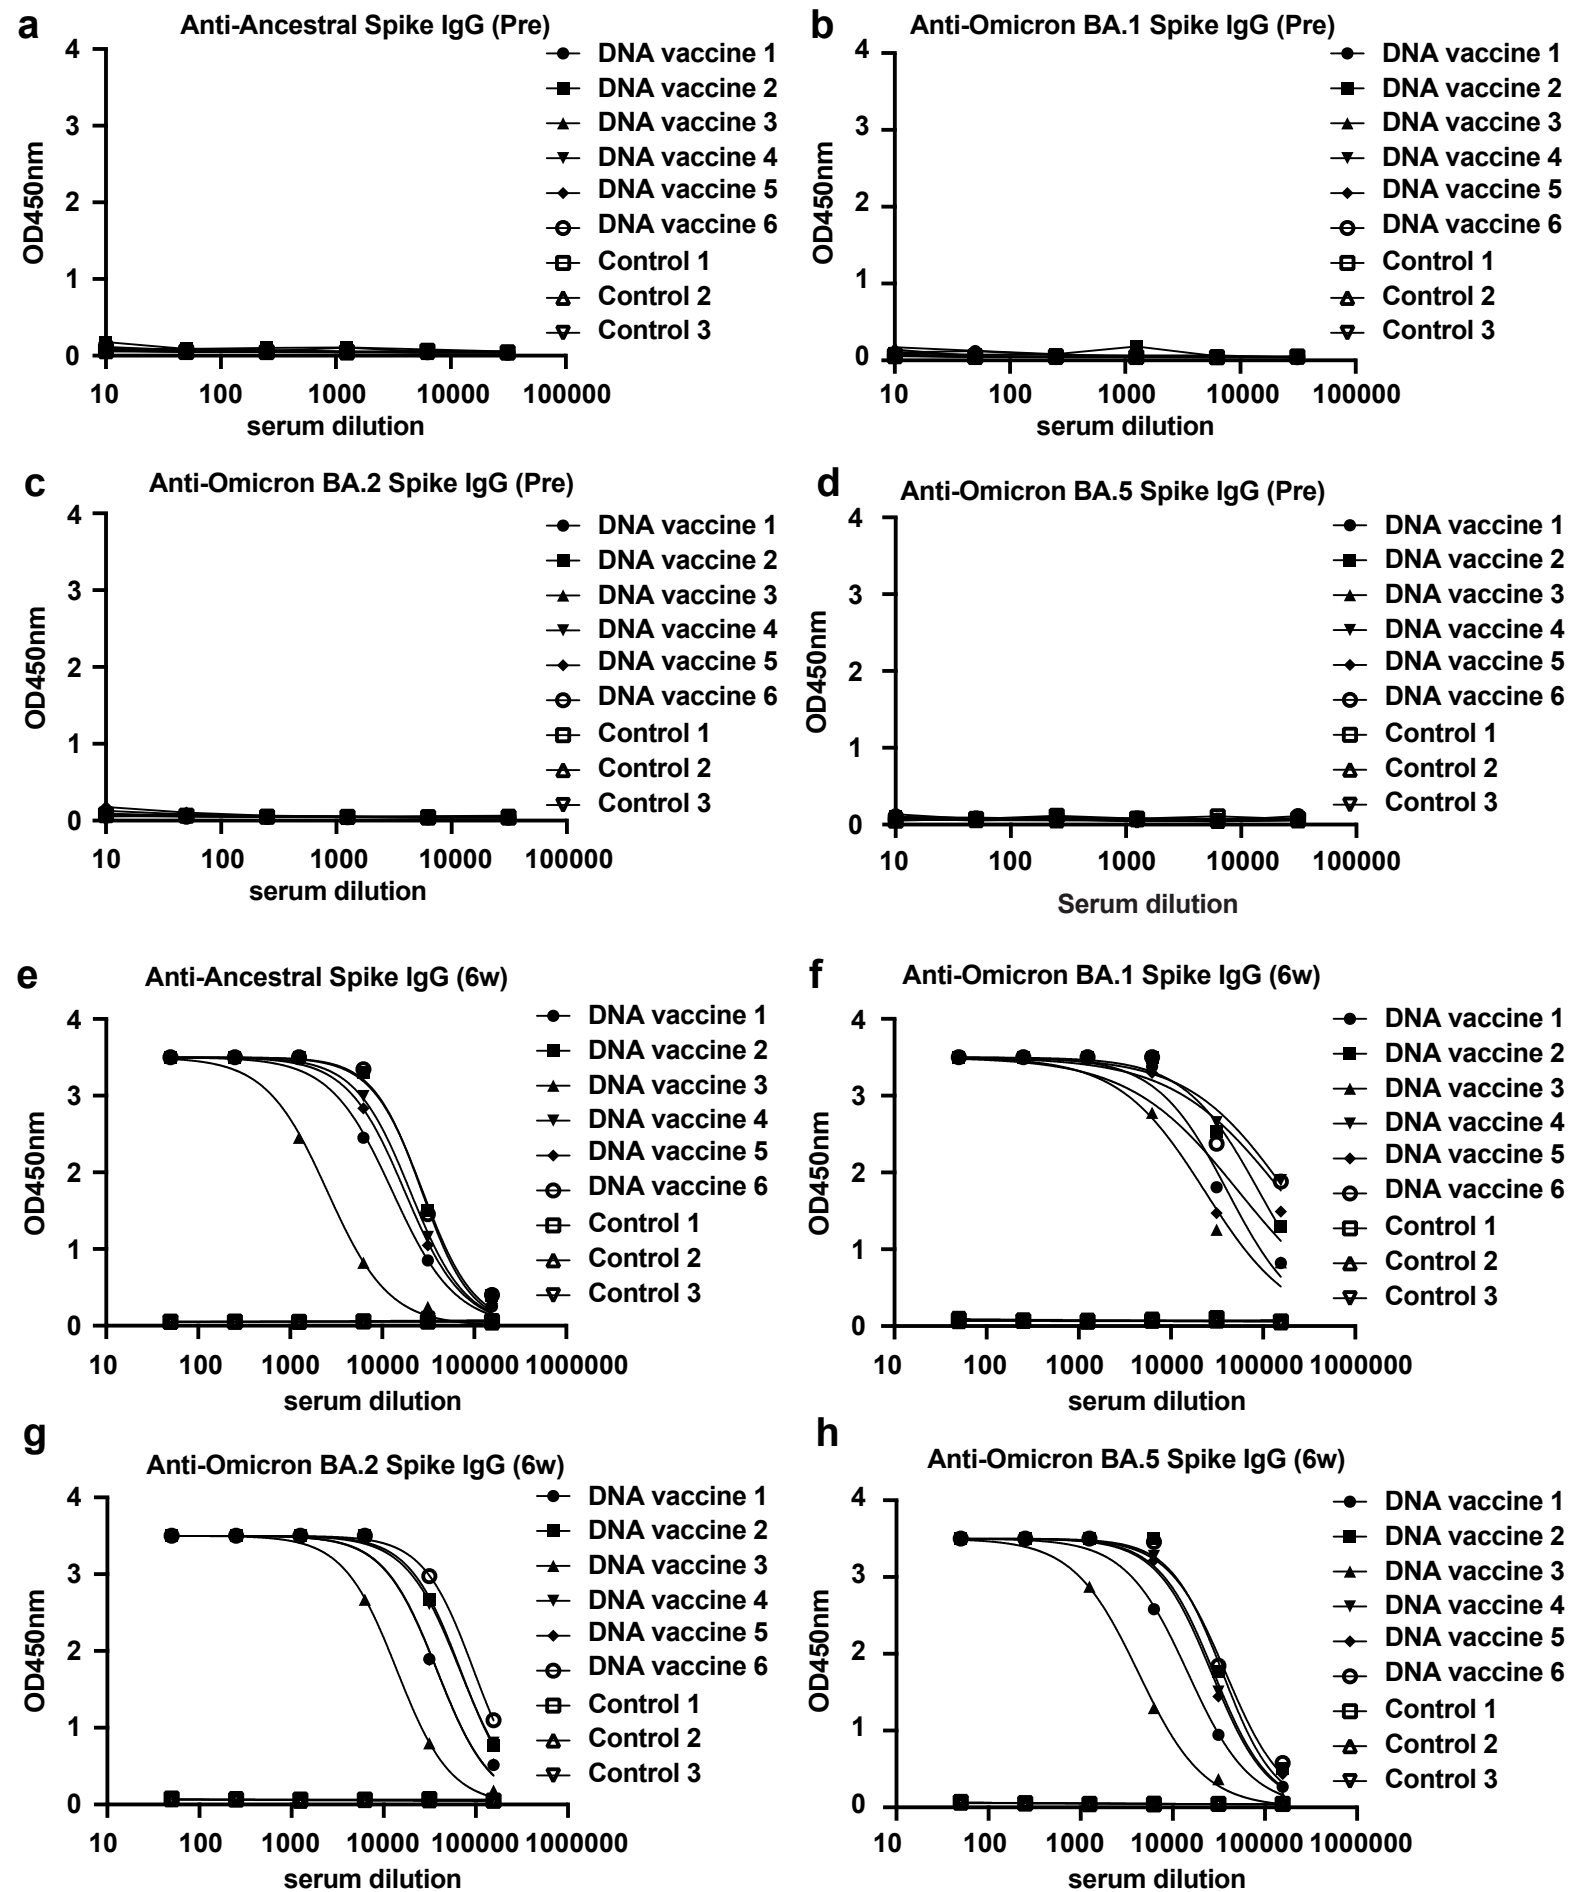 a
Anti-Ancestral Spike IgG (Pre)
4
3
2
1
0
OD450nm
10 100 1000 10000 100000
serum dilution
DNA vaccine 1
DNA vaccine 2
DNA vaccine 3
DNA vaccine 4
DNA vaccine 5
DNA vaccine 6
Control 1
Control 2
Control 3
b
Anti-Omicron BA.1 Spike IgG (Pre)
4
3
2
1
0
OD450nm
10 100 1000 10000 100000
serum dilution
DNA vaccine 1
DNA vaccine 2
DNA vaccine 3
DNA vaccine 4
DNA vaccine 5
DNA vaccine 6
Control 1
Control 2
Control 3
c
Anti-Omicron BA.2 Spike IgG (Pre)
4
3
2
1
0
OD450nm
10 100 1000 10000 100000
serum dilution
DNA vaccine 1
DNA vaccine 2
DNA vaccine 3
DNA vaccine 4
DNA vaccine 5
DNA vaccine 6
Control 1
Control 2
Control 3
d
Anti-Omicron BA.5 Spike IgG (Pre)
4
3
2
1
0
OD450nm
10 100 1000 10000 100000
Serum dilution
DNA vaccine 1
DNA vaccine 2
DNA vaccine 3
DNA vaccine 4
DNA vaccine 5
DNA vaccine 6
Control 1
Control 2
Control 3
e
Anti-Ancestral Spike IgG (6w)
4
3
2
1
0
OD450nm
10 100 1000 10000 100000 1000000
serum dilution
DNA vaccine 1
DNA vaccine 2
DNA vaccine 3
DNA vaccine 4
DNA vaccine 5
DNA vaccine 6
Control 1
Control 2
Control 3
f
Anti-Omicron BA.1 Spike IgG (6w)
4
3
2
1
0
OD450nm
10 100 1000 10000 100000 1000000
serum dilution
DNA vaccine 1
DNA vaccine 2
DNA vaccine 3
DNA vaccine 4
DNA vaccine 5
DNA vaccine 6
Control 1
Control 2
Control 3
g
Anti-Omicron BA.2 Spike IgG (6w)
4
3
2
1
0
OD450nm
10 100 1000 10000 100000 1000000
serum dilution
DNA vaccine 1
DNA vaccine 2
DNA vaccine 3
DNA vaccine 4
DNA vaccine 5
DNA vaccine 6
Control 1
Control 2
Control 3
h
Anti-Omicron BA.5 Spike IgG (6w)
4
3
2
1
0
OD450nm
10 100 1000 10000 100000 1000000
serum dilution
DNA vaccine 1
DNA vaccine 2
DNA vaccine 3
DNA vaccine 4
DNA vaccine 5
DNA vaccine 6
Control 1
Control 2
Control 3